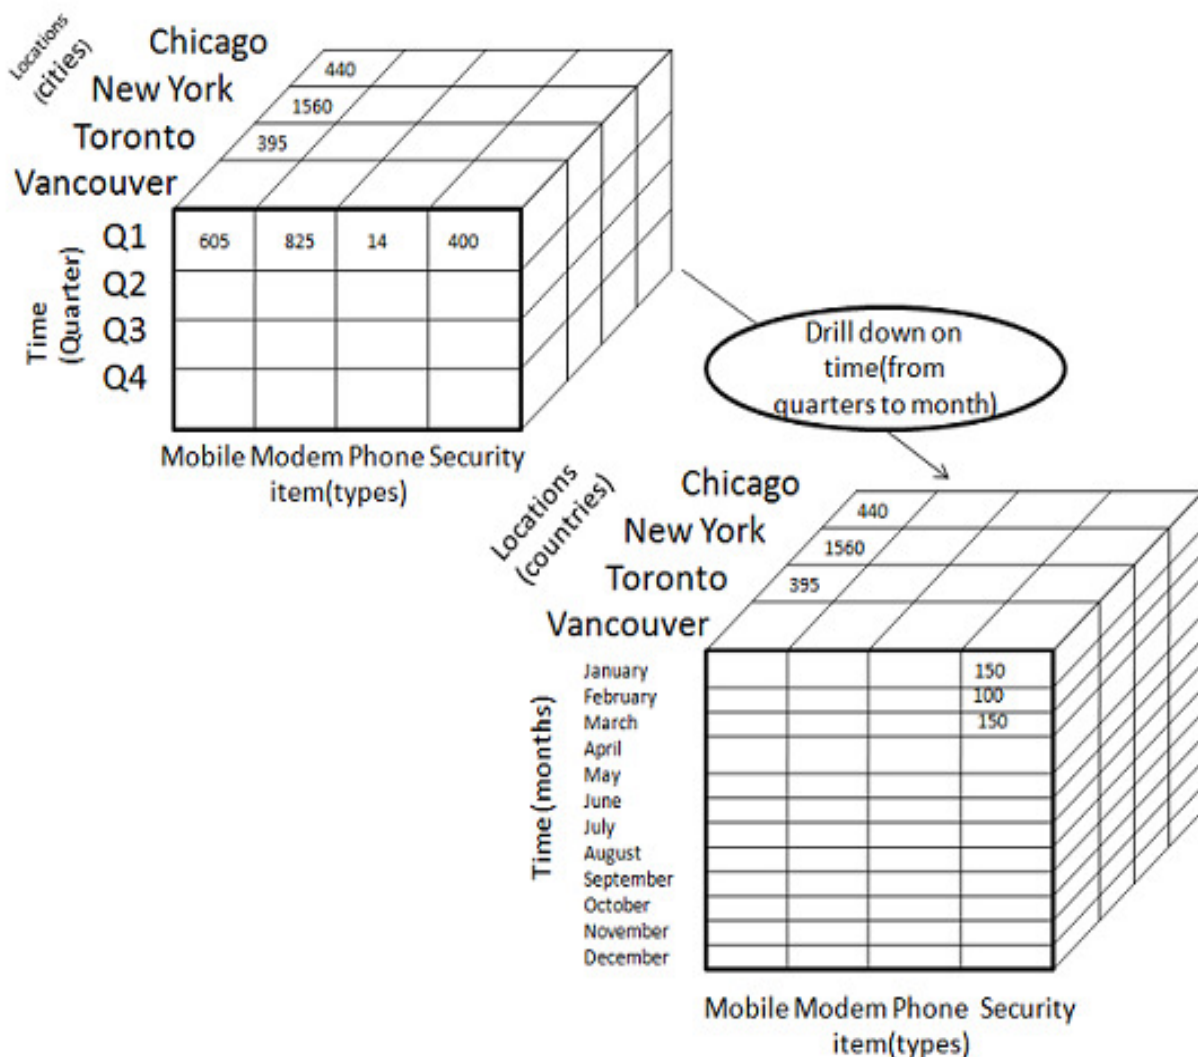 Locations
(cities)
Chicago
440
New York
1560
Toronto
395
Vancouver
Time
(Quarter)
Q1 605 825 14 400
Q2
Q3
Q4
Mobile Modem Phone Security
item(types)
Drill down on
time(from
quarters to month)
Locations
(countries)
Chicago
440
New York
1560
Toronto
395
Vancouver
Time (months)
January 150
February 100
March 150
April
May
June
July
August
September
October
November
December
Mobile Modem Phone Security
item(types)